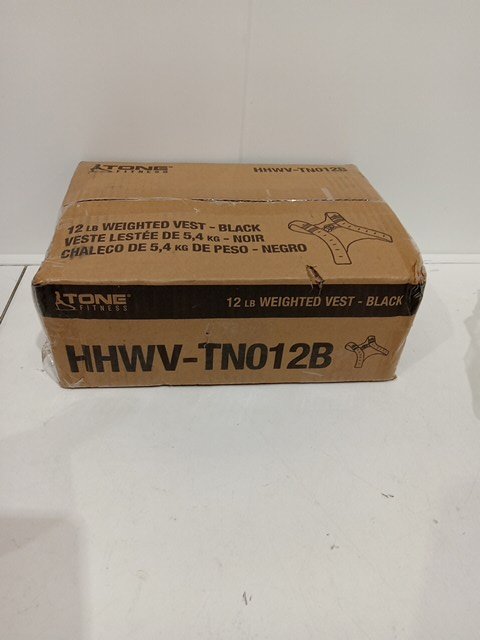 TONE
FITNESS
HHWV-TN012B
12 LB WEIGHTED VEST - BLACK
VESTE LESTÉE DE 5,4 KG - NOIR
CHALECO DE 5,4 KG DE PESO - NEGRO
TONE
FITNESS
12 LB WEIGHTED VEST - BLACK
HHWV-TN012B